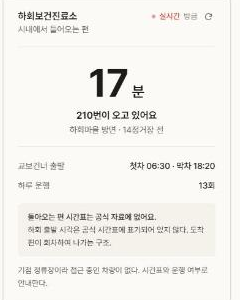 하회보건진료소
실시간 방금
시내에서 들어오는 편
17분
210번이 오고 있어요
하회마을 방면 · 14정거장 전
교보건너 출발 첫차 06:30 · 막차 18:20
하루 운행 13회
돌아오는 편 시간표는 공식 자료에 없어요.
하회 출발 시각은 공식 시간표에 표기되어 있지 않다. 도착
편이 회차하여 나가는 구조.
기점 정류장이라 접근 중인 차량이 없다. 시간표와 운행 여부로
안내한다.